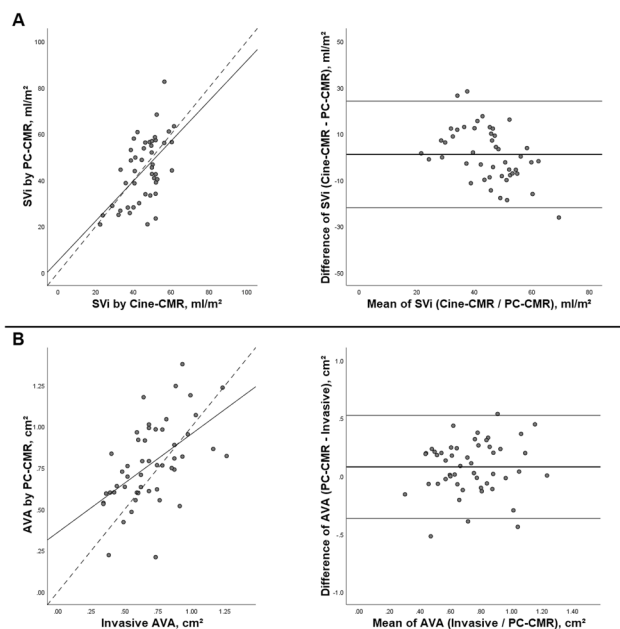 A
100
80
60
40
20
0
SVi by PC-CMR, ml/m²
0 20 40 60 80 100
SVi by Cine-CMR, ml/m²
50
30
10
-10
-30
-50
Difference of SVi (Cine-CMR - PC-CMR), ml/m²
0 20 40 60 80
Mean of SVi (Cine-CMR / PC-CMR), ml/m²
B
1.25
1.00
.75
.50
.25
.00
AVA by PC-CMR, cm²
.00 .25 .50 .75 1.00 1.25
Invasive AVA, cm²
1.0
.5
.0
-.5
-1.0
Difference of AVA (PC-CMR - Invasive), cm²
.00 .20 .40 .60 .80 1.00 1.20 1.40
Mean of AVA (Invasive / PC-CMR), cm²